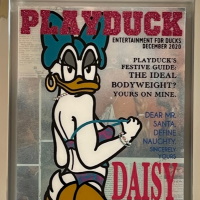 PLAYDUCK
ENTERTAINMENT FOR DUCKS
DECEMBER 2020
PLAYDUCK'S
FESTIVE GUIDE:
THE IDEAL
BODYWEIGHT?
YOURS ON MINE.
DEAR MR.
SANTA,
DEFINE
NAUGHTY.
SINCERELY
YOURS
DAISY